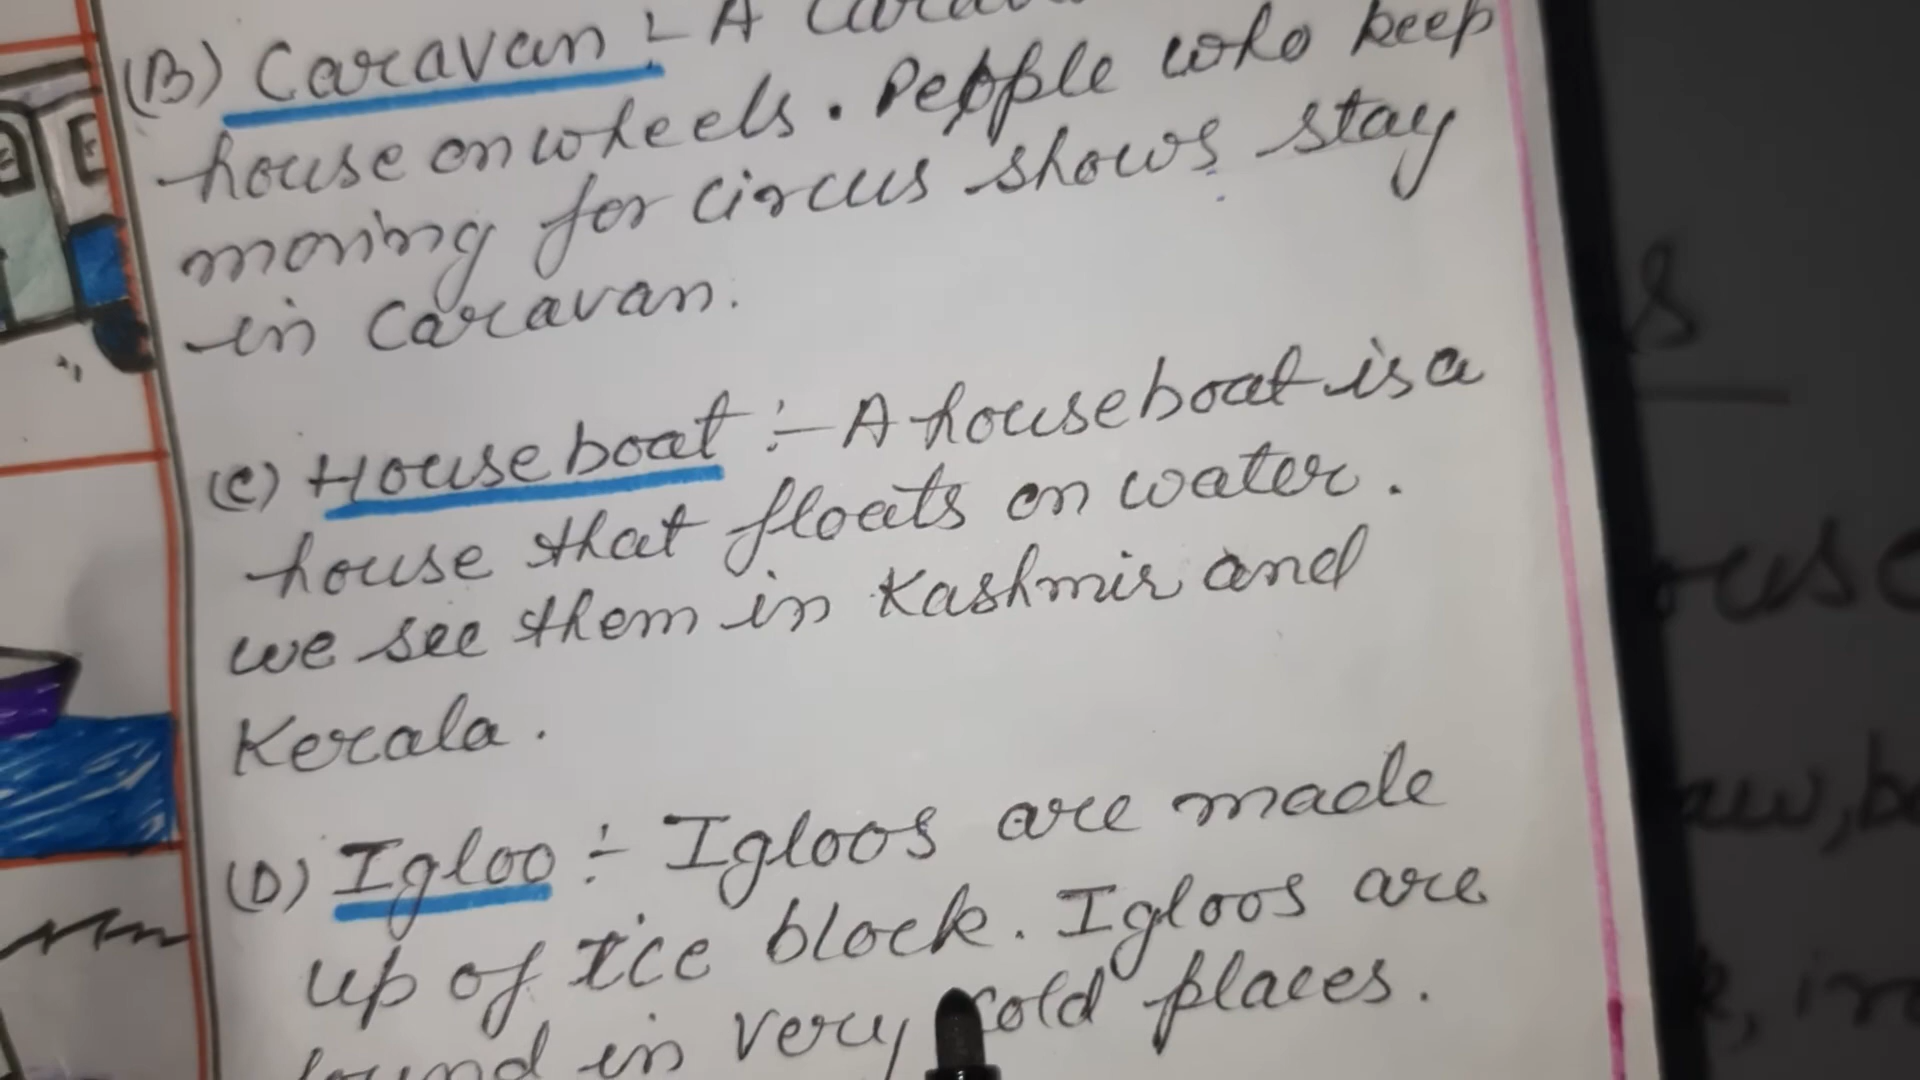 (B) Caravan :- A Carava
house on wheels. People who keep
moving for circus shows stay
in Caravan.
(C) Houseboat :- A houseboat is a
house that floats on water.
we see them in Kashmir and
Kerala.
(D) Igloo :- Igloos are made
up of ice block. Igloos are
found in very cold places.